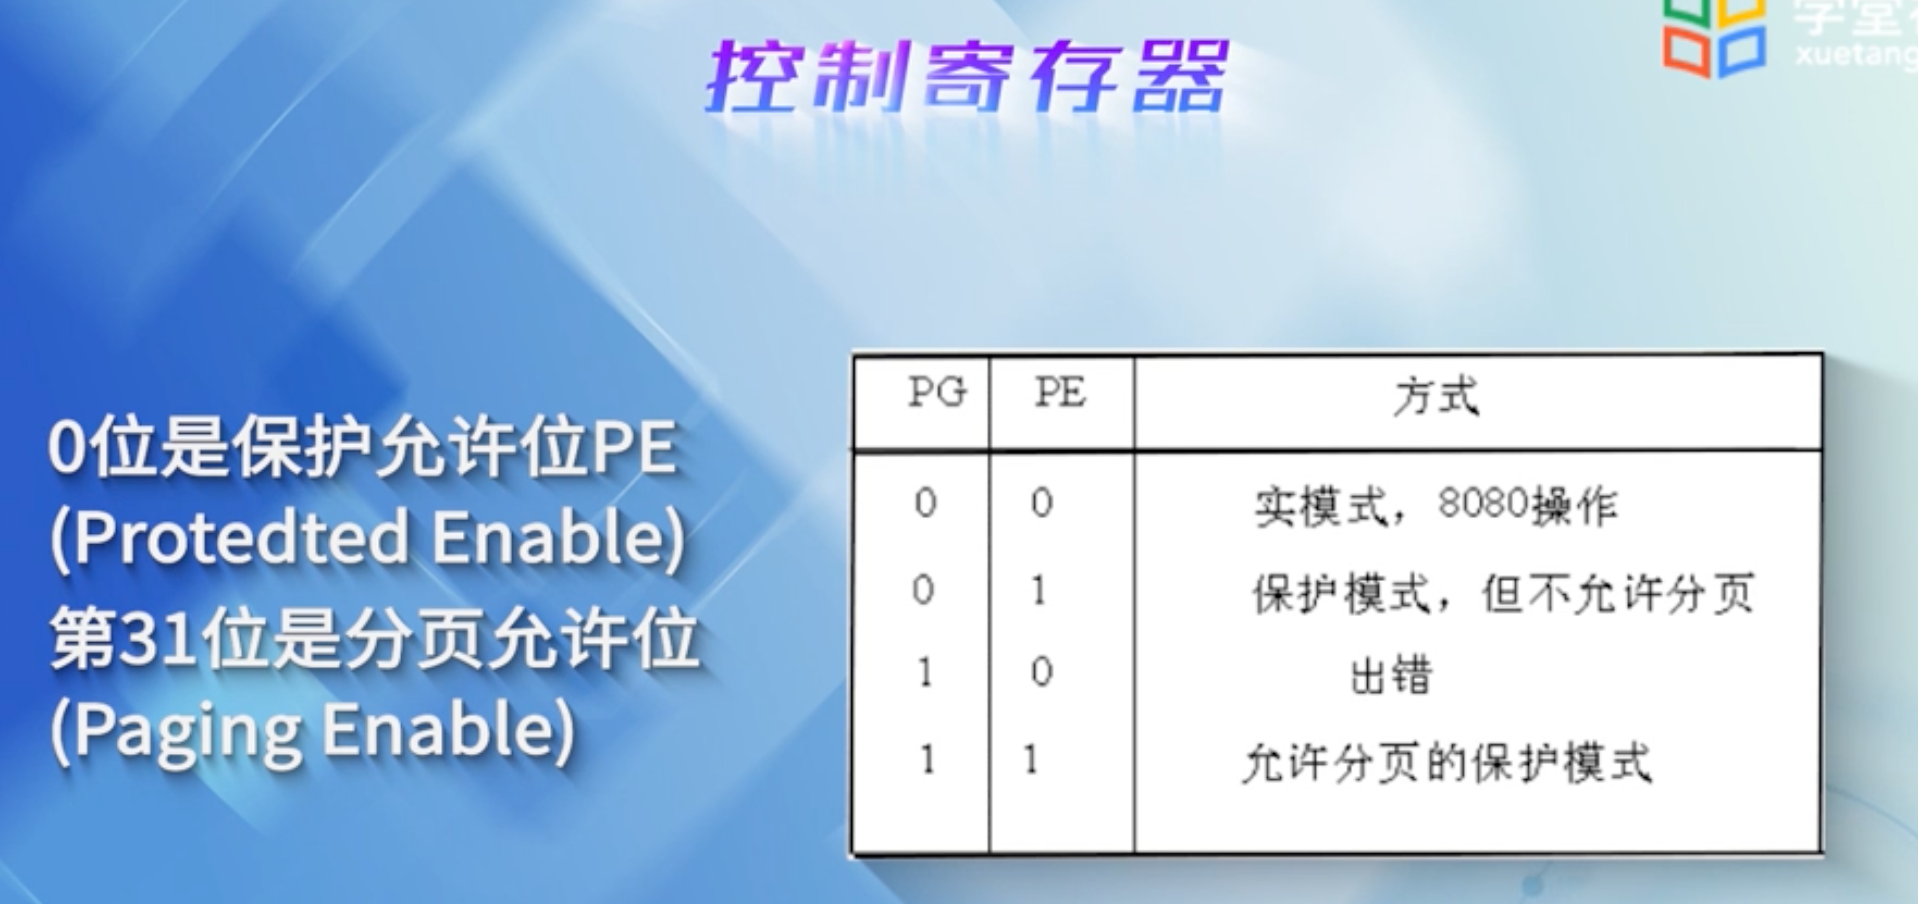 控制寄存器
学堂
xuetang
0位是保护允许位PE
(Protedted Enable)
第31位是分页允许位
(Paging Enable)
PG PE 方式
0 0 实模式，8080操作
0 1 保护模式，但不允许分页
1 0 出错
1 1 允许分页的保护模式